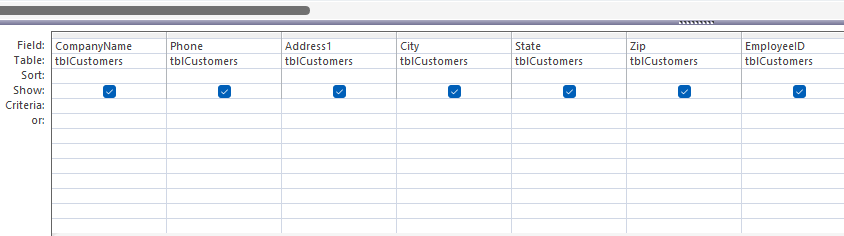 Field: CompanyName Phone Address1 City State Zip EmployeeID
Table: tblCustomers tblCustomers tblCustomers tblCustomers tblCustomers tblCustomers tblCustomers
Sort:
Show:
Criteria:
or: